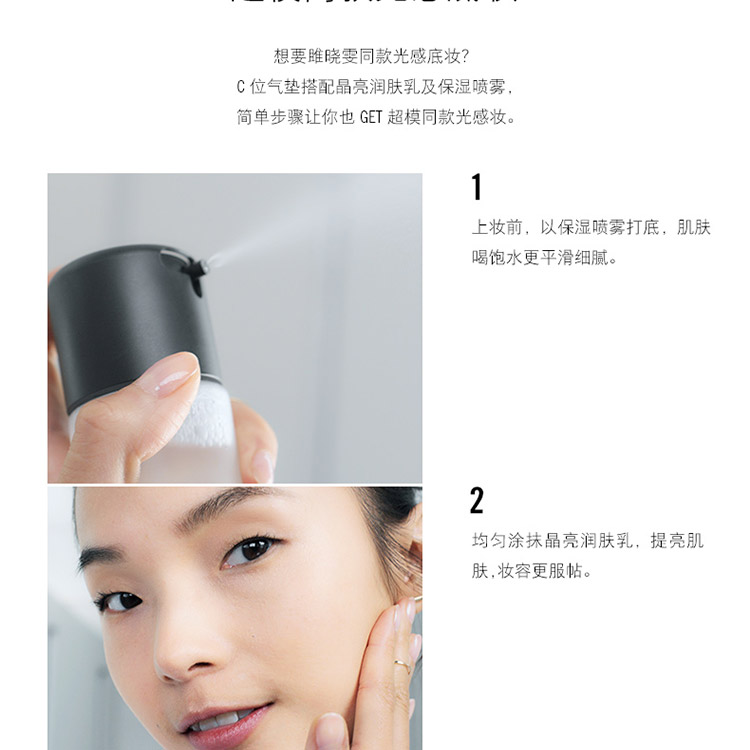 想要雎晓雯同款光感底妆?
C 位气垫搭配晶亮润肤乳及保湿喷雾,
简单步骤让你也 GET 超模同款光感妆。
1
上妆前, 以保湿喷雾打底, 肌肤
喝饱水更平滑细腻。
2
均匀涂抹晶亮润肤乳, 提亮肌
肤,妆容更服帖。